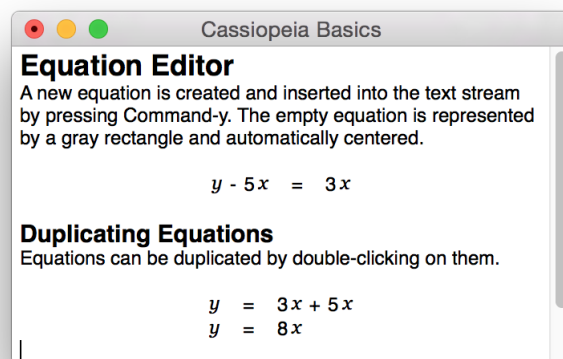 Cassiopeia Basics
Equation Editor
A new equation is created and inserted into the text stream
by pressing Command-y. The empty equation is represented
by a gray rectangle and automatically centered.
y - 5x = 3x
Duplicating Equations
Equations can be duplicated by double-clicking on them.
y = 3x + 5x
y = 8x